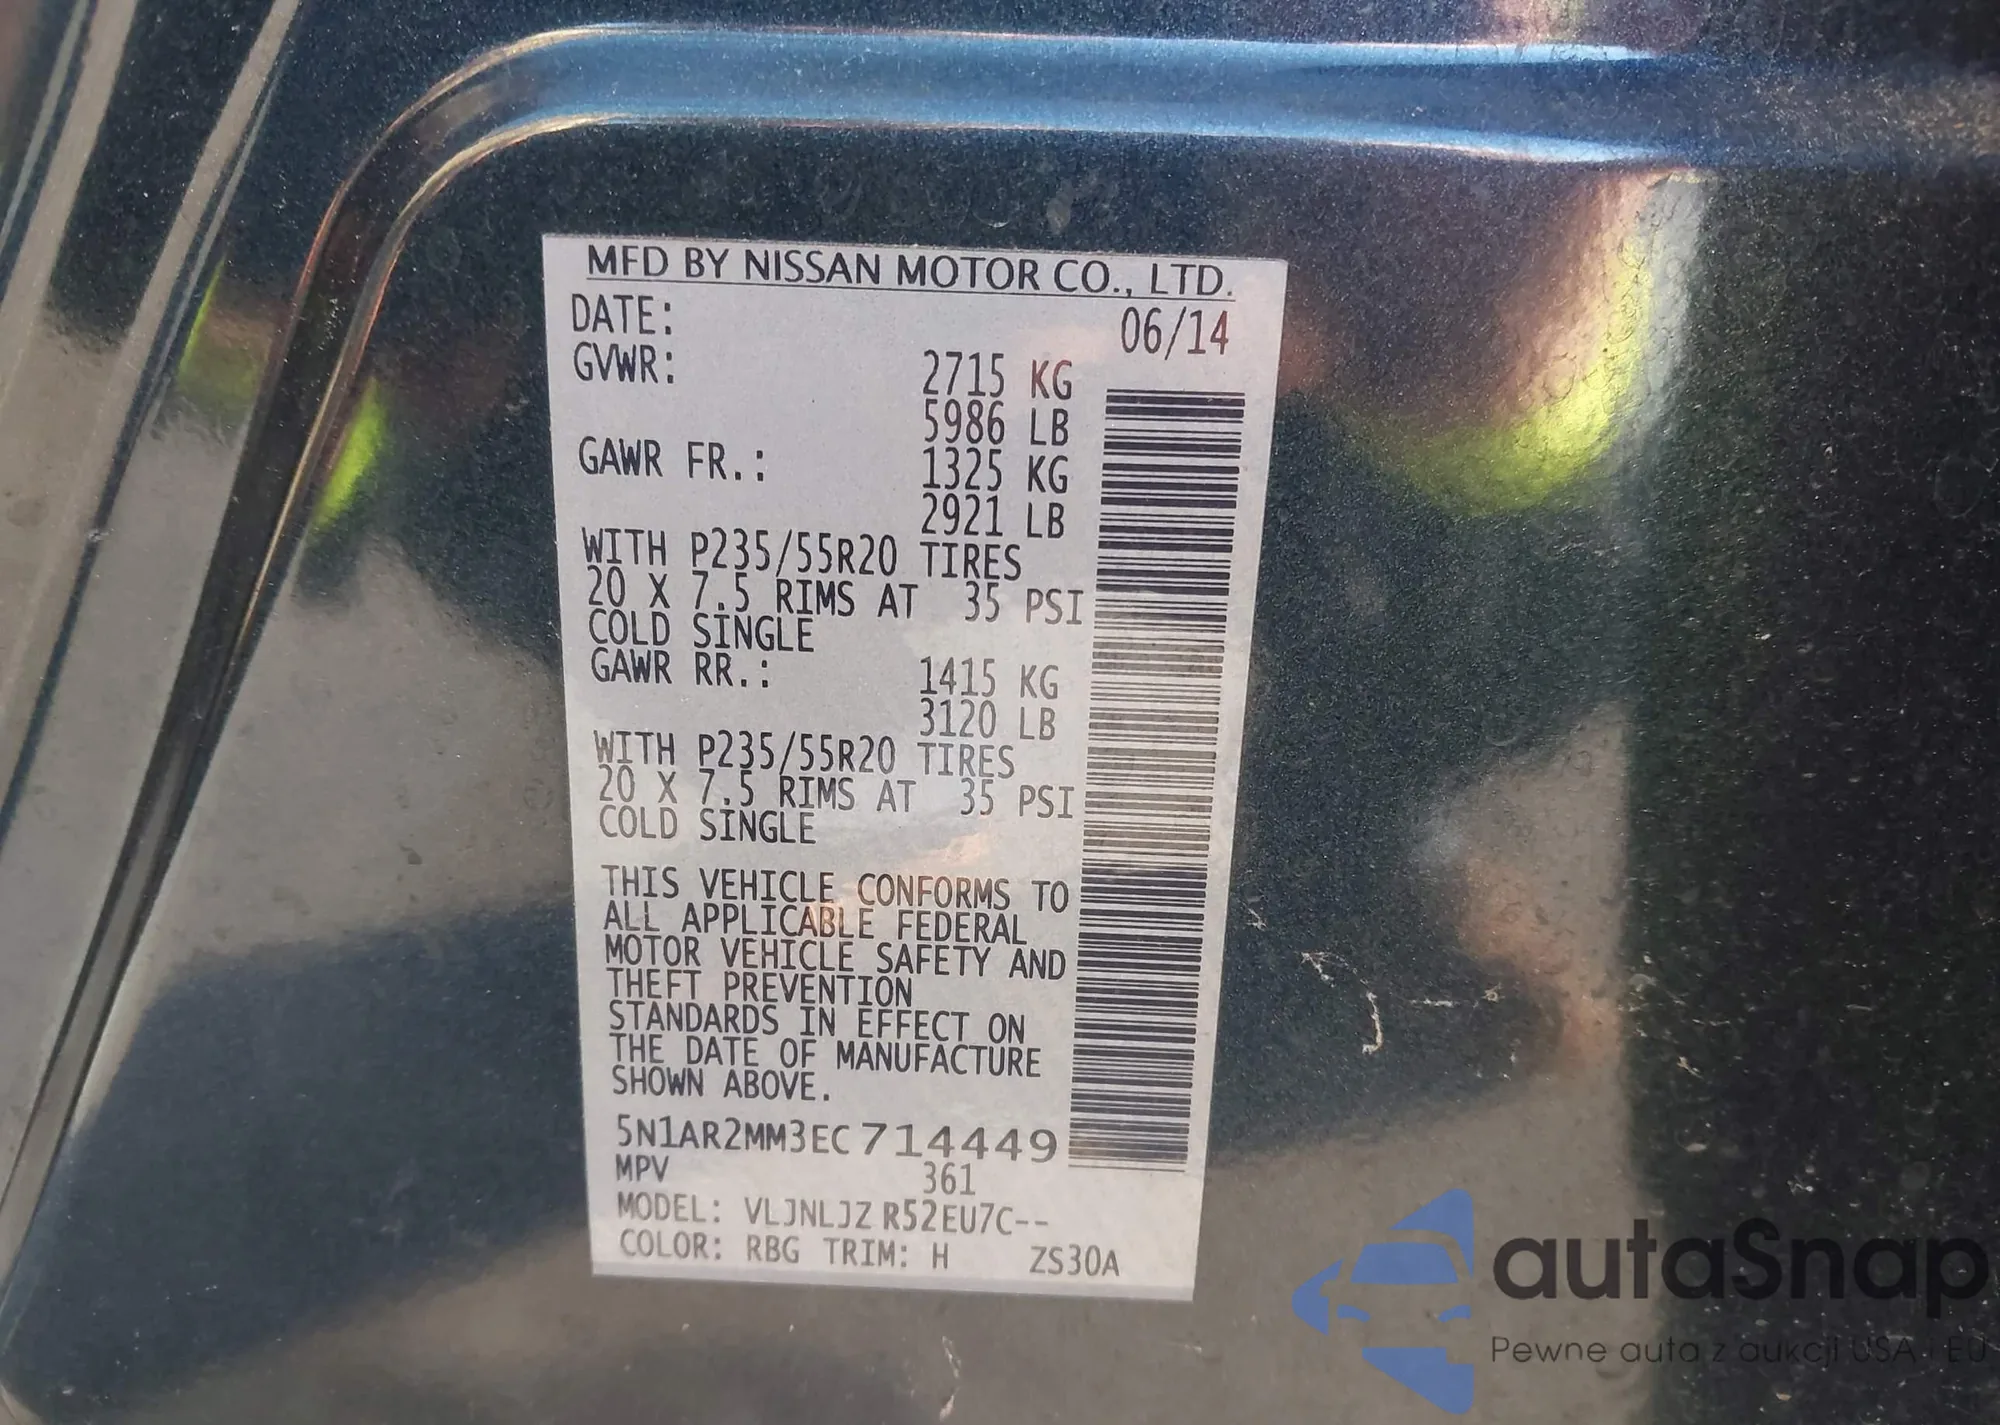 MFD BY NISSAN MOTOR CO., LTD.
DATE: 06/14
GVWR: 2715 KG
5986 LB
GAWR FR.: 1325 KG
2921 LB
WITH P235/55R20 TIRES
20 X 7.5 RIMS AT 35 PSI
COLD SINGLE
GAWR RR.: 1415 KG
3120 LB
WITH P235/55R20 TIRES
20 X 7.5 RIMS AT 35 PSI
COLD SINGLE
THIS VEHICLE CONFORMS TO
ALL APPLICABLE FEDERAL
MOTOR VEHICLE SAFETY AND
THEFT PREVENTION
STANDARDS IN EFFECT ON
THE DATE OF MANUFACTURE
SHOWN ABOVE.
5N1AR2MM3EC714449
MPV 361
MODEL: VLJNLJZ R52EU7C--
COLOR: RBG TRIM: H ZS30A
autaSnap
Pewne auta z aukcji USA i EU